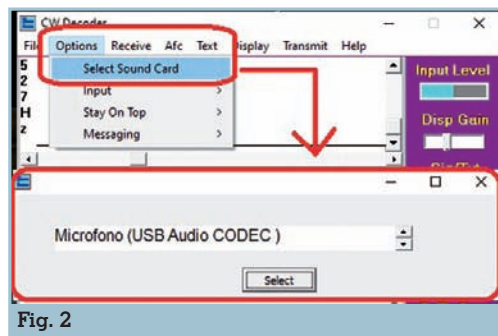 CW Decoder
File Options Receive Afc Text Display Transmit Help
5
2
7
H
z
Select Sound Card
Input
Stay On Top
Messaging
Input Level
Disp Gain
Microfono (USB Audio CODEC )
Select
Fig. 2